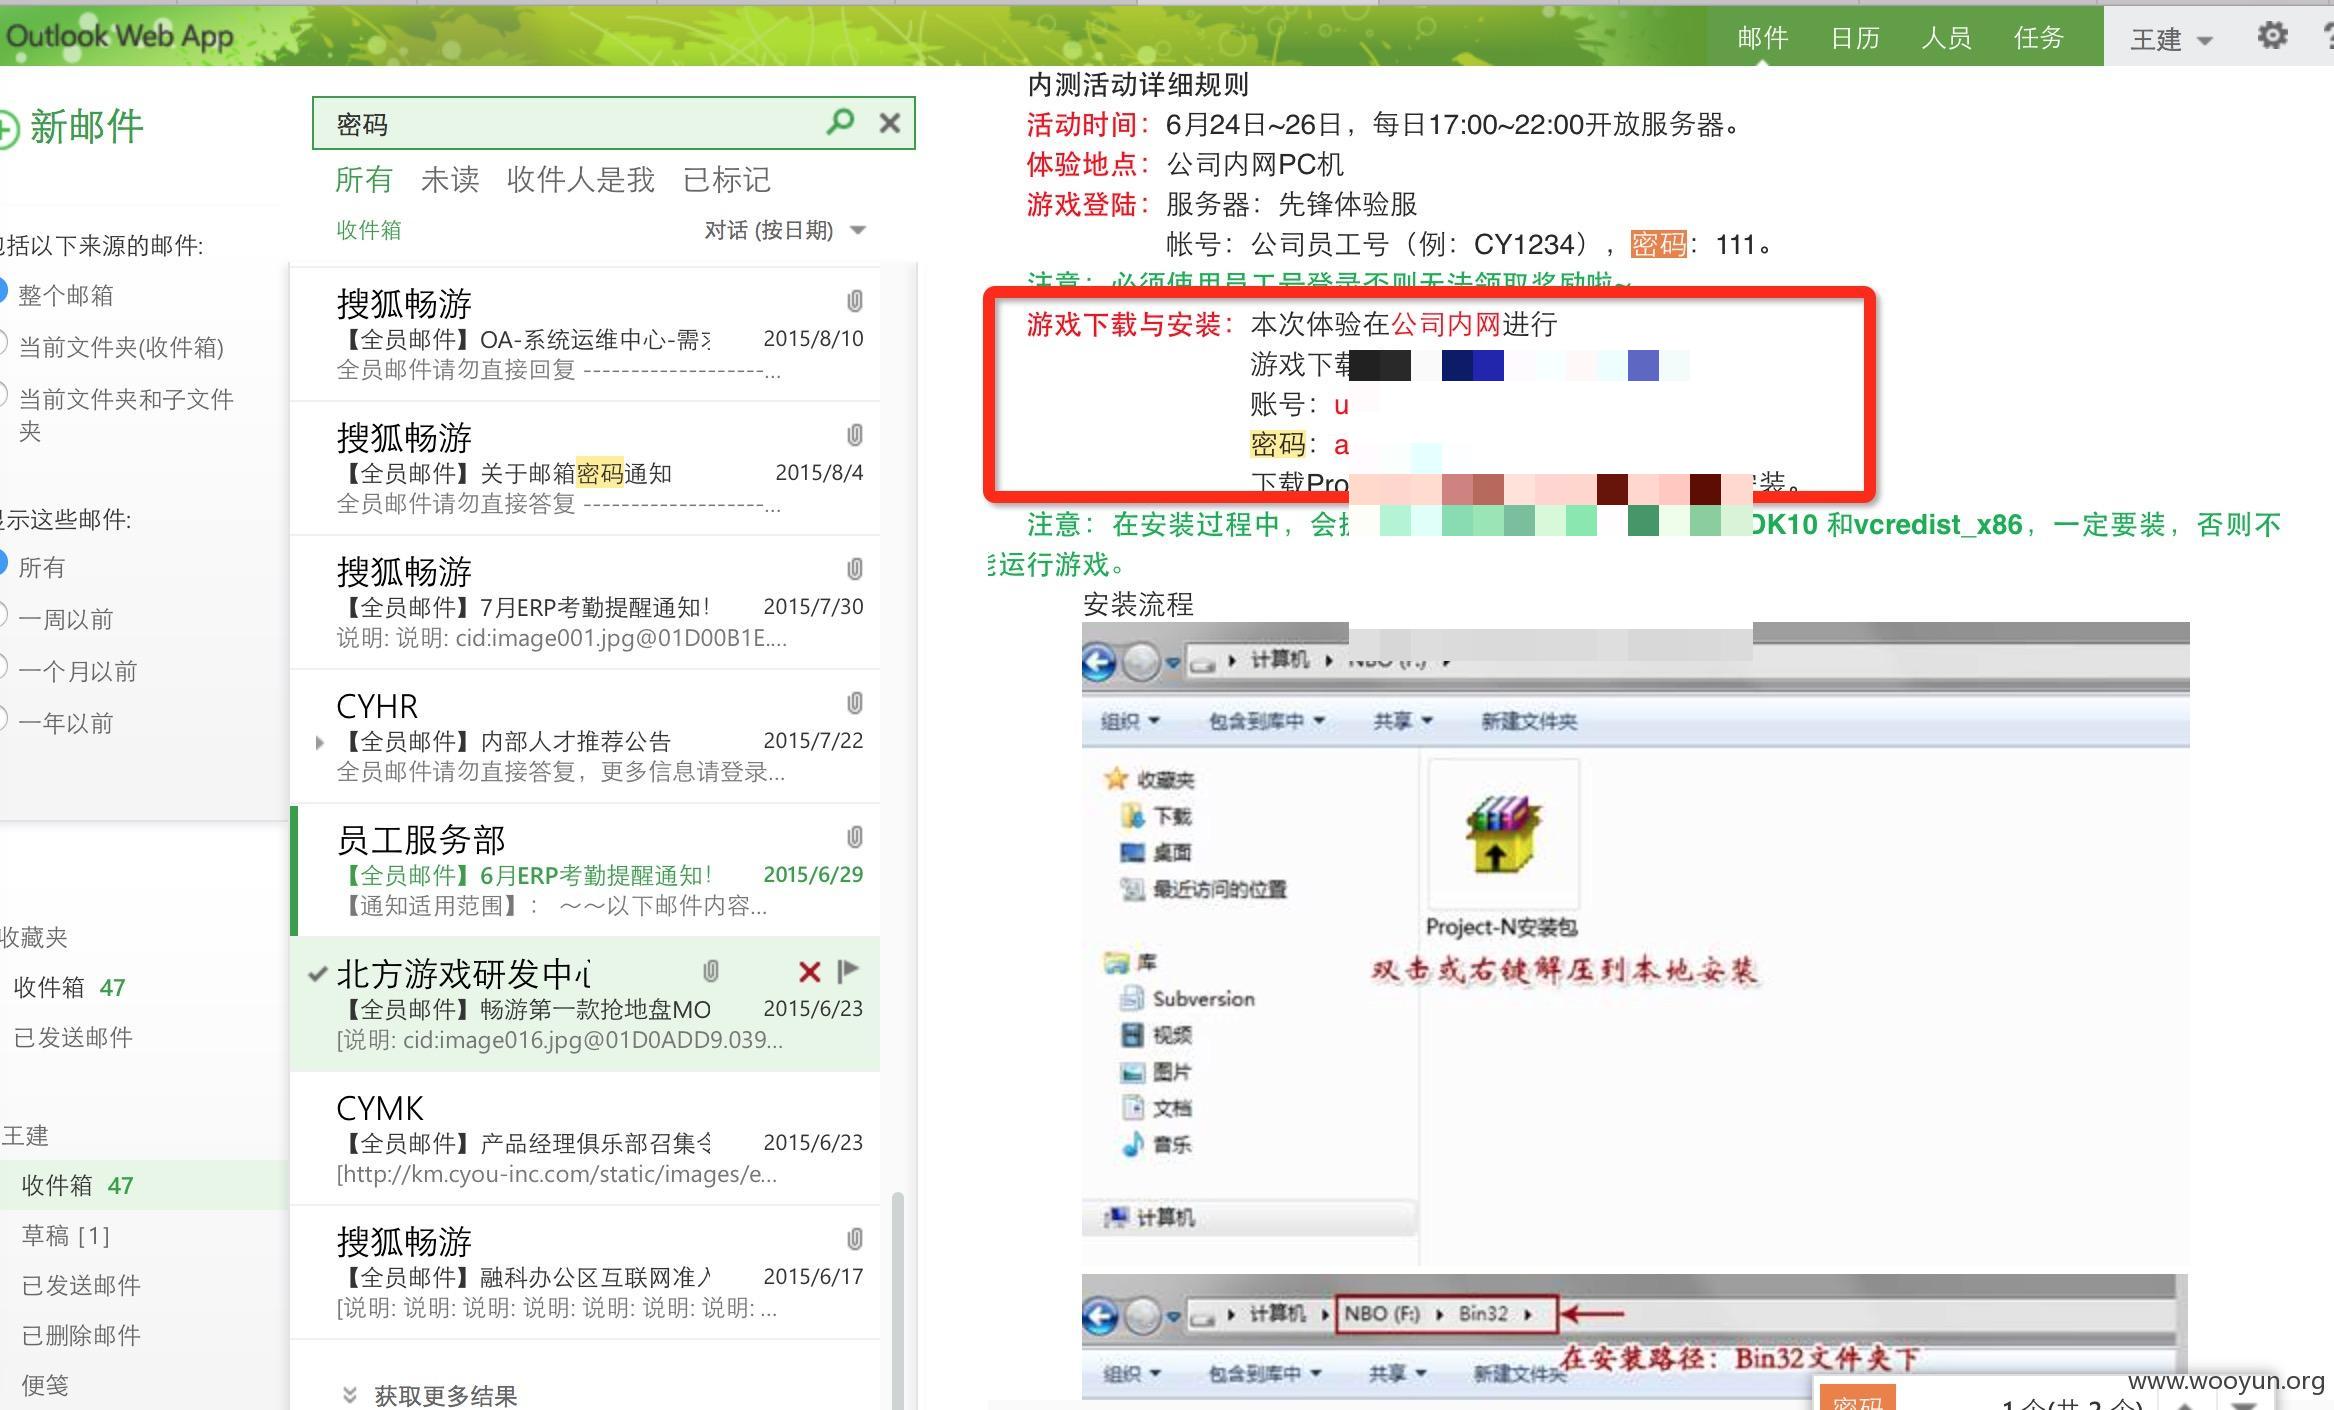 Outlook Web App
邮件 日历 人员 任务 王建
新邮件
括以下来源的邮件:
整个邮箱
当前文件夹(收件箱)
当前文件夹和子文件
夹
示这些邮件:
所有
一周以前
一个月以前
一年以前
收藏夹
收件箱 47
已发送邮件
王建
收件箱 47
草稿 [1]
已发送邮件
已删除邮件
便笺
密码
所有 未读 收件人是我 已标记
收件箱 对话 (按日期)
搜狐畅游
【全员邮件】OA-系统运维中心-需 2015/8/10
全员邮件请勿直接回复 -------------------...
搜狐畅游
【全员邮件】关于邮箱密码通知 2015/8/4
全员邮件请勿直接答复 -------------------...
搜狐畅游
【全员邮件】7月ERP考勤提醒通知! 2015/7/30
说明: 说明: cid:image001.jpg@01D00B1E....
CYHR
【全员邮件】内部人才推荐公告 2015/7/22
全员邮件请勿直接答复，更多信息请登录...
员工服务部
【全员邮件】6月ERP考勤提醒通知! 2015/6/29
【通知适用范围】： ～～以下邮件内容...
北方游戏研发中心
【全员邮件】畅游第一款抢地盘MO 2015/6/23
[说明: cid:image016.jpg@01D0ADD9.039...
CYMK
【全员邮件】产品经理俱乐部召集令 2015/6/23
[http://km.cyou-inc.com/static/images/e...
搜狐畅游
【全员邮件】融科办公区互联网准入 2015/6/17
[说明: 说明: 说明: 说明: 说明: 说明: 说明: ...
获取更多结果
内测活动详细规则
活动时间：6月24日~26日，每日17:00~22:00开放服务器。
体验地点：公司内网PC机
游戏登陆：服务器：先锋体验服
帐号：公司员工号（例：CY1234），密码：111。
注意：必须使用员工号登录否则无法领取奖励啦~
游戏下载与安装：本次体验在公司内网进行
游戏下载
账号：u
密码：a
下载Pro 装。
注意：在安装过程中，会 DK10 和vcredist_x86，一定要装，否则不
能运行游戏。
安装流程
计算机 NBO (F:)
组织 包含到库中 共享 新建文件夹
收藏夹
下载
桌面
最近访问的位置
库
Subversion
视频
图片
文档
音乐
计算机
Project-N安装包
双击或右键解压到本地安装
计算机 NBO (F:) Bin32
在安装路径：Bin32文件夹下
组织 包含到库中 共享 新建文件夹
www.wooyun.org
密码 1个(共 2 个)